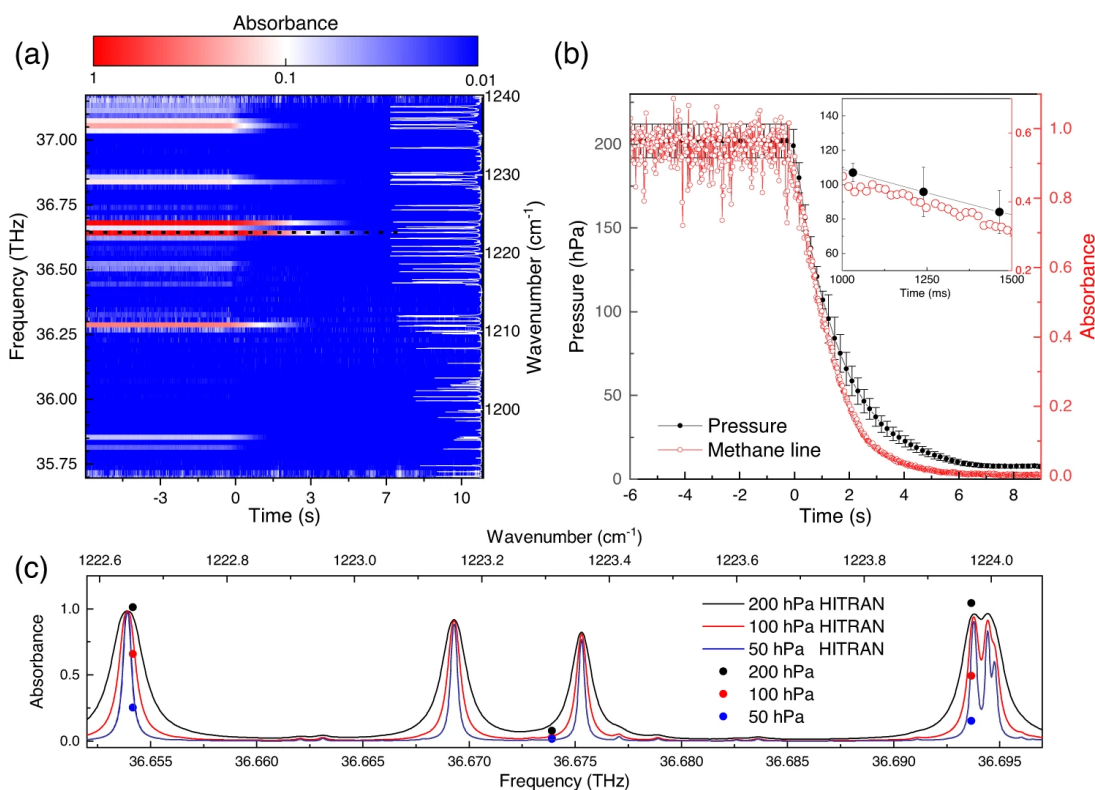 (a)
Absorbance
1 0.1 0.01
Frequency (THz)
37.00
36.75
36.50
36.25
36.00
35.75
1240
1230
1220
1210
1200
Wavenumber (cm-1)
-3 0 3 7 10
Time (s)
(b)
Pressure (hPa)
200
150
100
50
0
1.0
0.8
0.6
0.4
0.2
0.0
Absorbance
-6 -4 -2 0 2 4 6 8
Time (s)
Pressure
Methane line
140
120
100
80
60
0.6
0.4
0.2
1000 1250 1500
Time (ms)
(c)
Wavenumber (cm-1)
1222.6 1222.8 1223.0 1223.2 1223.4 1223.6 1223.8 1224.0
Absorbance
1.0
0.5
0.0
200 hPa HITRAN
100 hPa HITRAN
50 hPa HITRAN
200 hPa
100 hPa
50 hPa
36.655 36.660 36.665 36.670 36.675 36.680 36.685 36.690 36.695
Frequency (THz)